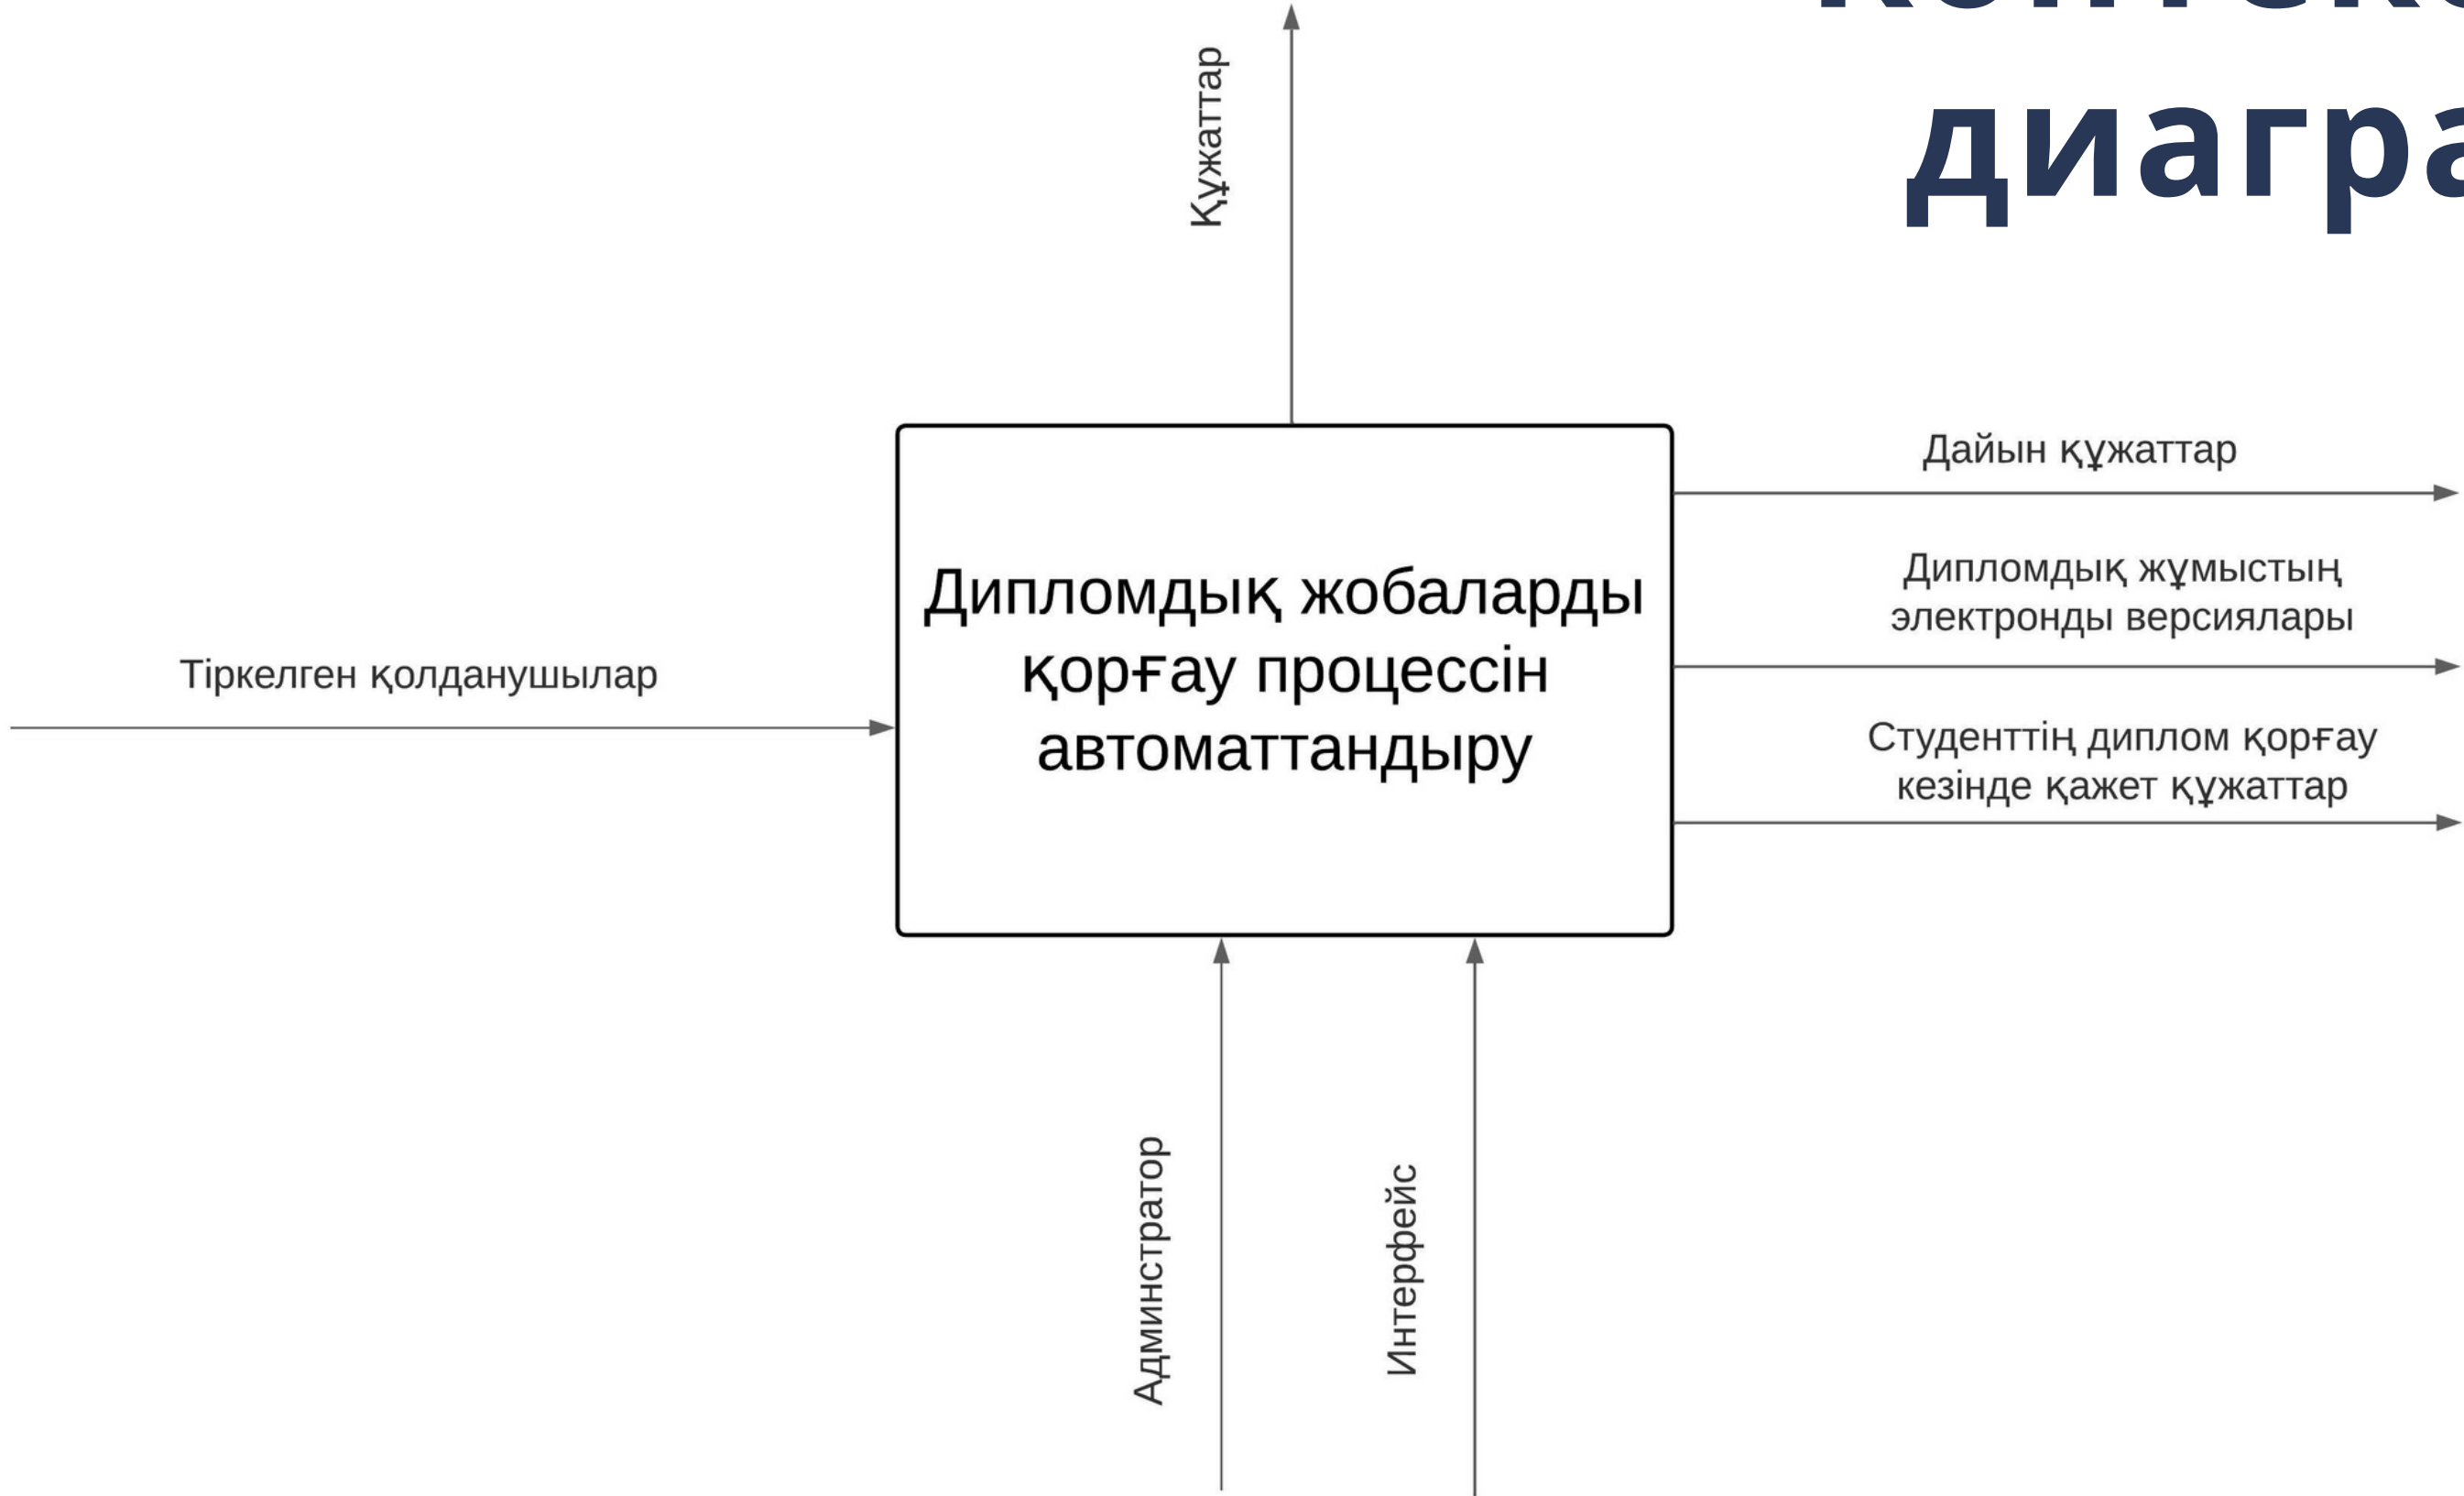 диагра
Құжаттар
Дайын құжаттар
Дипломдық жұмыстың
электронды версиялары
Студенттің диплом қорғау
кезінде қажет құжаттар
Тіркелген қолданушылар
Дипломдық жобаларды
қорғау процессін
автоматтандыру
Админстратор
Интерфейс